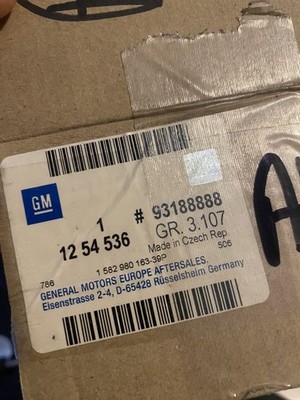 GM
1 # 93188888
12 54 536 GR. 3.107
Made in Czech Rep
786 1 582 980 163-39P 506
GENERAL MOTORS EUROPE AFTERSALES,
Eisenstrasse 2-4, D-65428 Rüsselsheim Germany